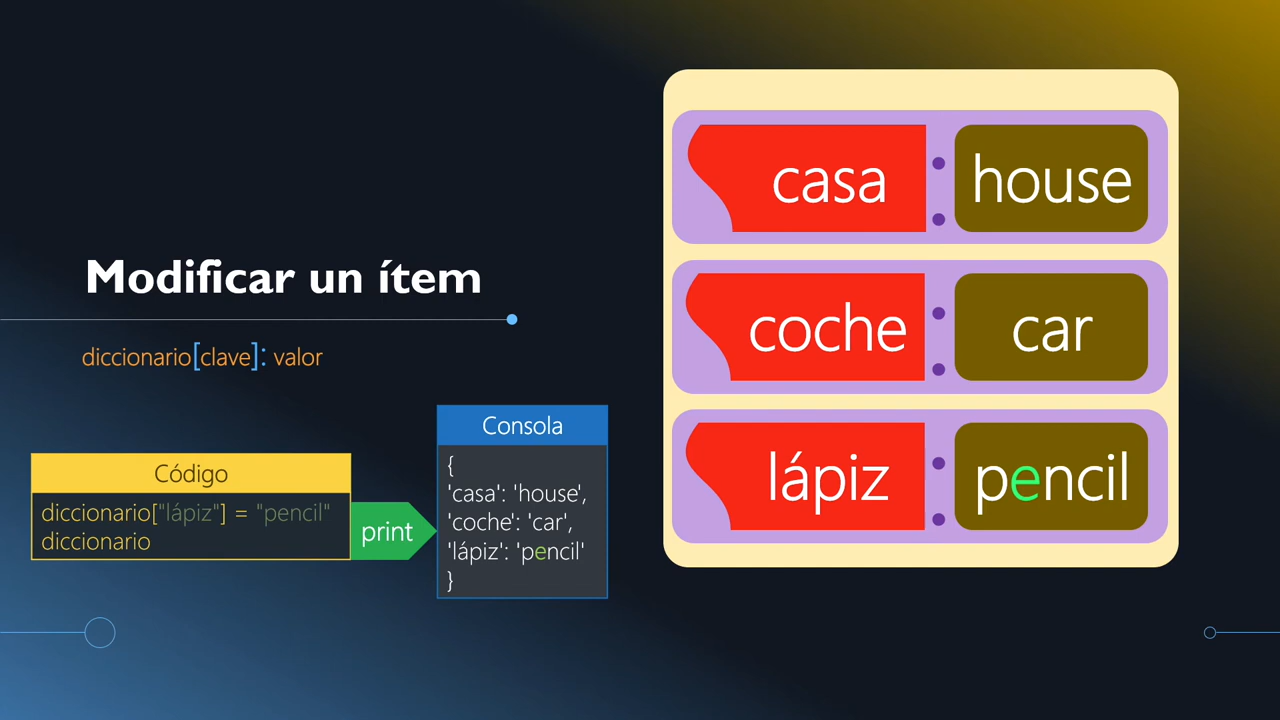 Modificar un ítem
diccionario[clave]: valor
Código
diccionario["lápiz"] = "pencil"
diccionario
print
Consola
{
'casa': 'house',
'coche': 'car',
'lápiz': 'pencil'
}
casa : house
coche : car
lápiz : pencil